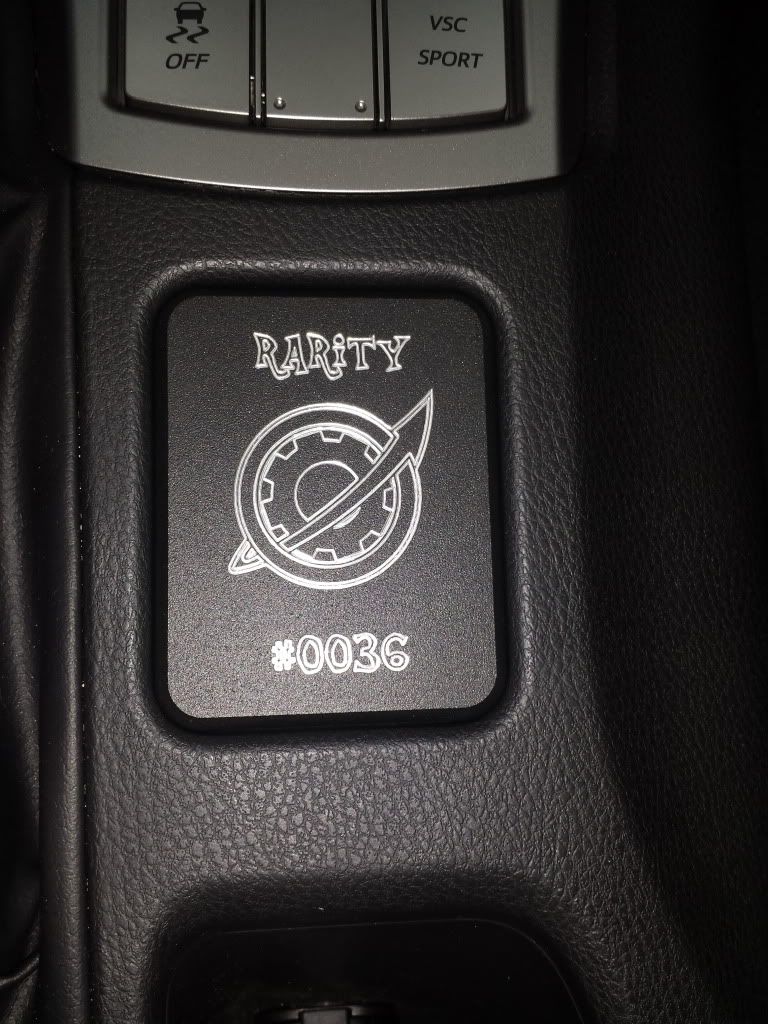 OFF
VSC
SPORT
RARiTY
#0036